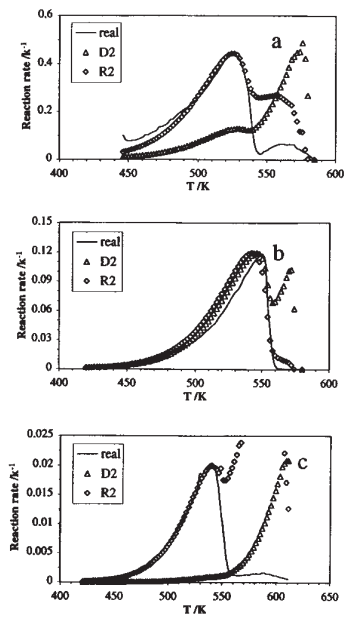 0.6
0.4
0.2
0
Reaction rate/k⁻¹
real
D2
R2
a
400 450 500 550 600
T /K
0.15
0.12
0.09
0.06
0.03
0
Reaction rate/k⁻¹
real
D2
R2
b
400 450 500 550 600
T /K
0.025
0.02
0.015
0.01
0.005
0
Reaction rate/k⁻¹
real
D2
R2
c
400 450 500 550 600 650
T /K